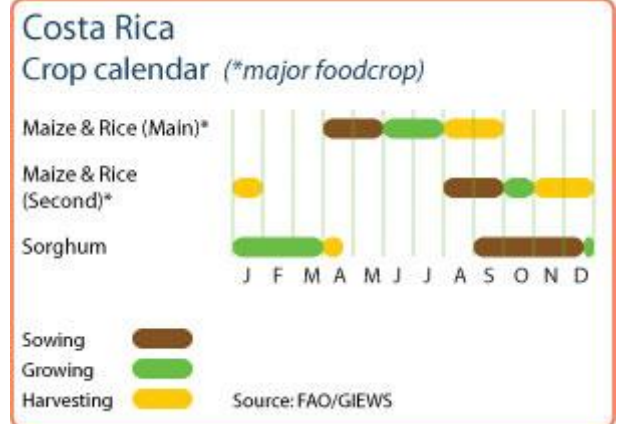 Costa Rica
Crop calendar (*major foodcrop)
Maize & Rice (Main)*
Maize & Rice
(Second)*
Sorghum
J F M A M J J A S O N D
Sowing
Growing
Harvesting
Source: FAO/GIEWS